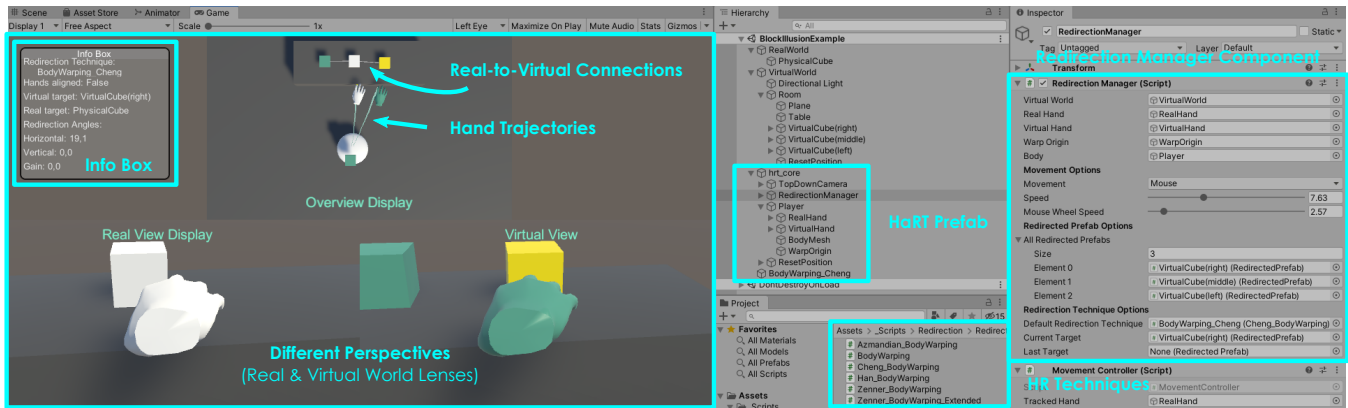 Scene
Asset Store
Animator
Game
Display 1
Free Aspect
Scale
1x
Left Eye
Maximize On Play
Mute Audio
Stats
Gizmos
Info Box
Redirection Technique:
BodyWarping_Cheng
Hands aligned: False
Virtual target: VirtualCube(right)
Real target: PhysicalCube
Redirection Angles:
Horizontal: 19,1
Vertical: 0,0
Gain: 0,0
Info Box
Real-to-Virtual Connections
Hand Trajectories
Overview Display
Real View Display
Virtual View
Different Perspectives
(Real & Virtual World Lenses)
Hierarchy
All
BlockIllusionExample
RealWorld
PhysicalCube
VirtualWorld
Directional Light
Room
Plane
Table
VirtualCube(right)
VirtualCube(middle)
VirtualCube(left)
ResetPosition
hrt_core
TopDownCamera
RedirectionManager
Player
RealHand
VirtualHand
BodyMesh
WarpOrigin
ResetPosition
BodyWarping_Cheng
DontDestroyOnLoad
HaRT Prefab
Project
15
Favorites
All Materials
All Models
All Prefabs
All Scripts
Assets
Scripts
Assets > _Scripts > Redirection > Redirect
Azmandian_BodyWarping
BodyWarping
Cheng_BodyWarping
Han_BodyWarping
Zenner_BodyWarping
Zenner_BodyWarping_Extended
Inspector
RedirectionManager
Static
Tag Untagged
Layer Default
Redirection Manager Component
Transform
Redirection Manager (Script)
Virtual World VirtualWorld
Real Hand RealHand
Virtual Hand VirtualHand
Warp Origin WarpOrigin
Body Player
Movement Options
Movement Mouse
Speed 7.63
Mouse Wheel Speed 2.57
Redirected Prefab Options
All Redirected Prefabs
Size 3
Element 0 VirtualCube(right) (RedirectedPrefab)
Element 1 VirtualCube(middle) (RedirectedPrefab)
Element 2 VirtualCube(left) (RedirectedPrefab)
Redirection Technique Options
Default Redirection Technique BodyWarping_Cheng (Cheng_BodyWarping)
Current Target VirtualCube(right) (RedirectedPrefab)
Last Target None (Redirected Prefab)
Movement Controller (Script)
HR Techniques
MovementController
Tracked Hand RealHand